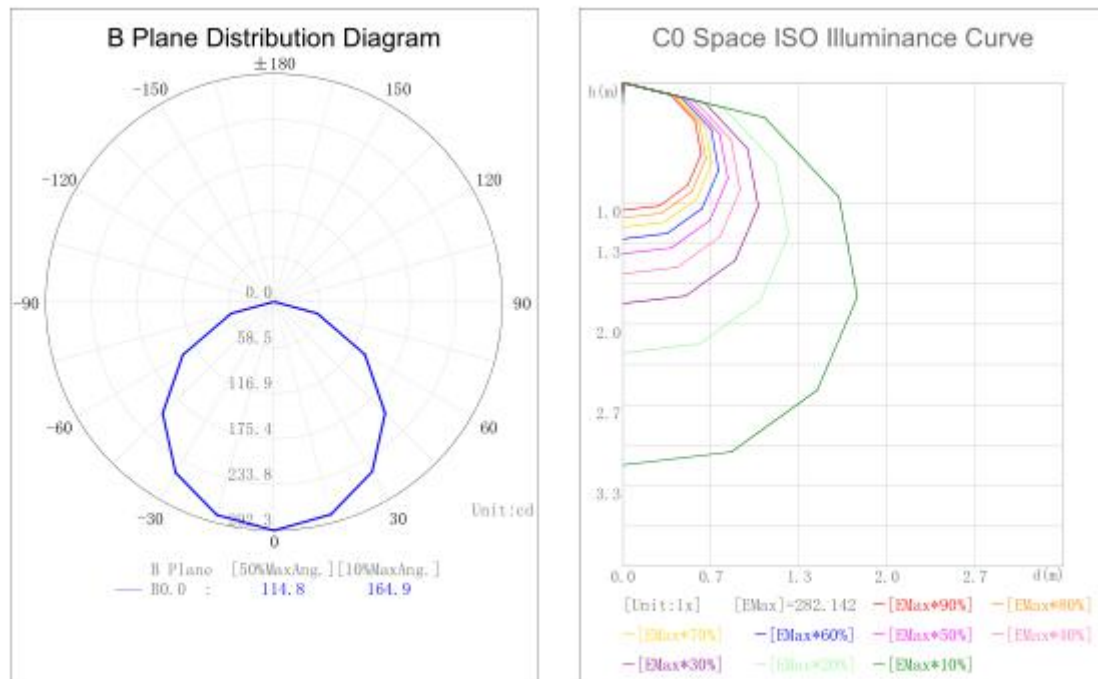 B Plane Distribution Diagram
±180
-150 150
-120 120
-90 90
-60 60
-30 30
0
0.0
58.5
116.9
175.4
233.8
Unit:cd
B Plane [50%MaxAng.][10%MaxAng.]
B0.0 : 114.8 164.9
C0 Space ISO Illuminance Curve
h(m)
1.0
1.3
2.0
2.7
3.3
0.0 0.7 1.3 2.0 2.7 d(m)
[Unit:lx] [EMax]=282.142 [EMax*90%] [EMax*80%]
[EMax*70%] [EMax*60%] [EMax*50%] [EMax*40%]
[EMax*30%] [EMax*20%] [EMax*10%]